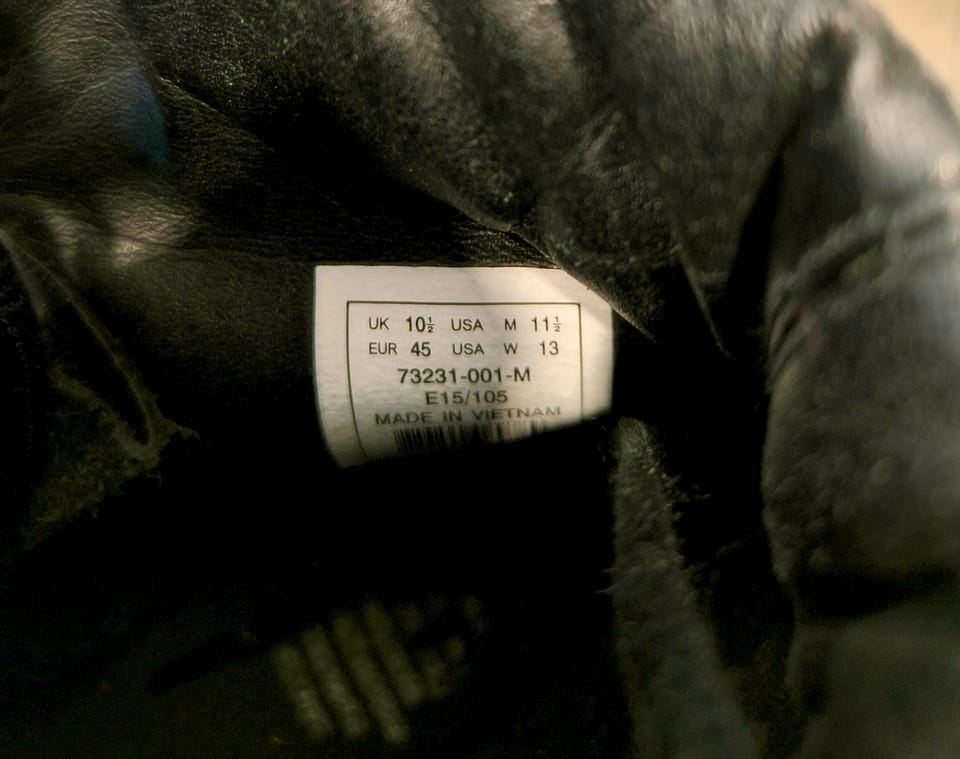 UK 10½ USA M 11½
EUR 45 USA W 13
73231-001-M
E15/105
MADE IN VIETNAM